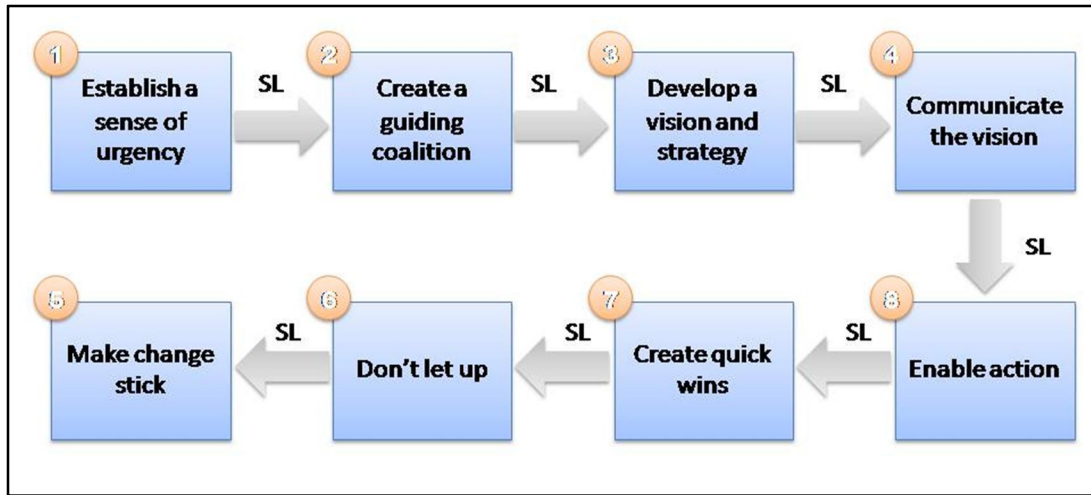 1
Establish a
sense of
urgency
SL
2
Create a
guiding
coalition
SL
3
Develop a
vision and
strategy
SL
4
Communicate
the vision
SL
5
Make change
stick
SL
6
Don't let up
SL
7
Create quick
wins
SL
8
Enable action